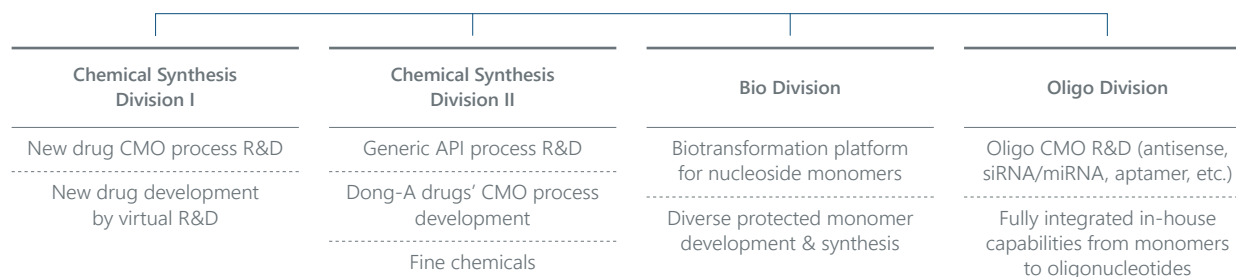 Chemical Synthesis
Division I
New drug CMO process R&D
New drug development
by virtual R&D
Chemical Synthesis
Division II
Generic API process R&D
Dong-A drugs’ CMO process
development
Fine chemicals
Bio Division
Biotransformation platform
for nucleoside monomers
Diverse protected monomer
development & synthesis
Oligo Division
Oligo CMO R&D (antisense,
siRNA/miRNA, aptamer, etc.)
Fully integrated in-house
capabilities from monomers
to oligonucleotides